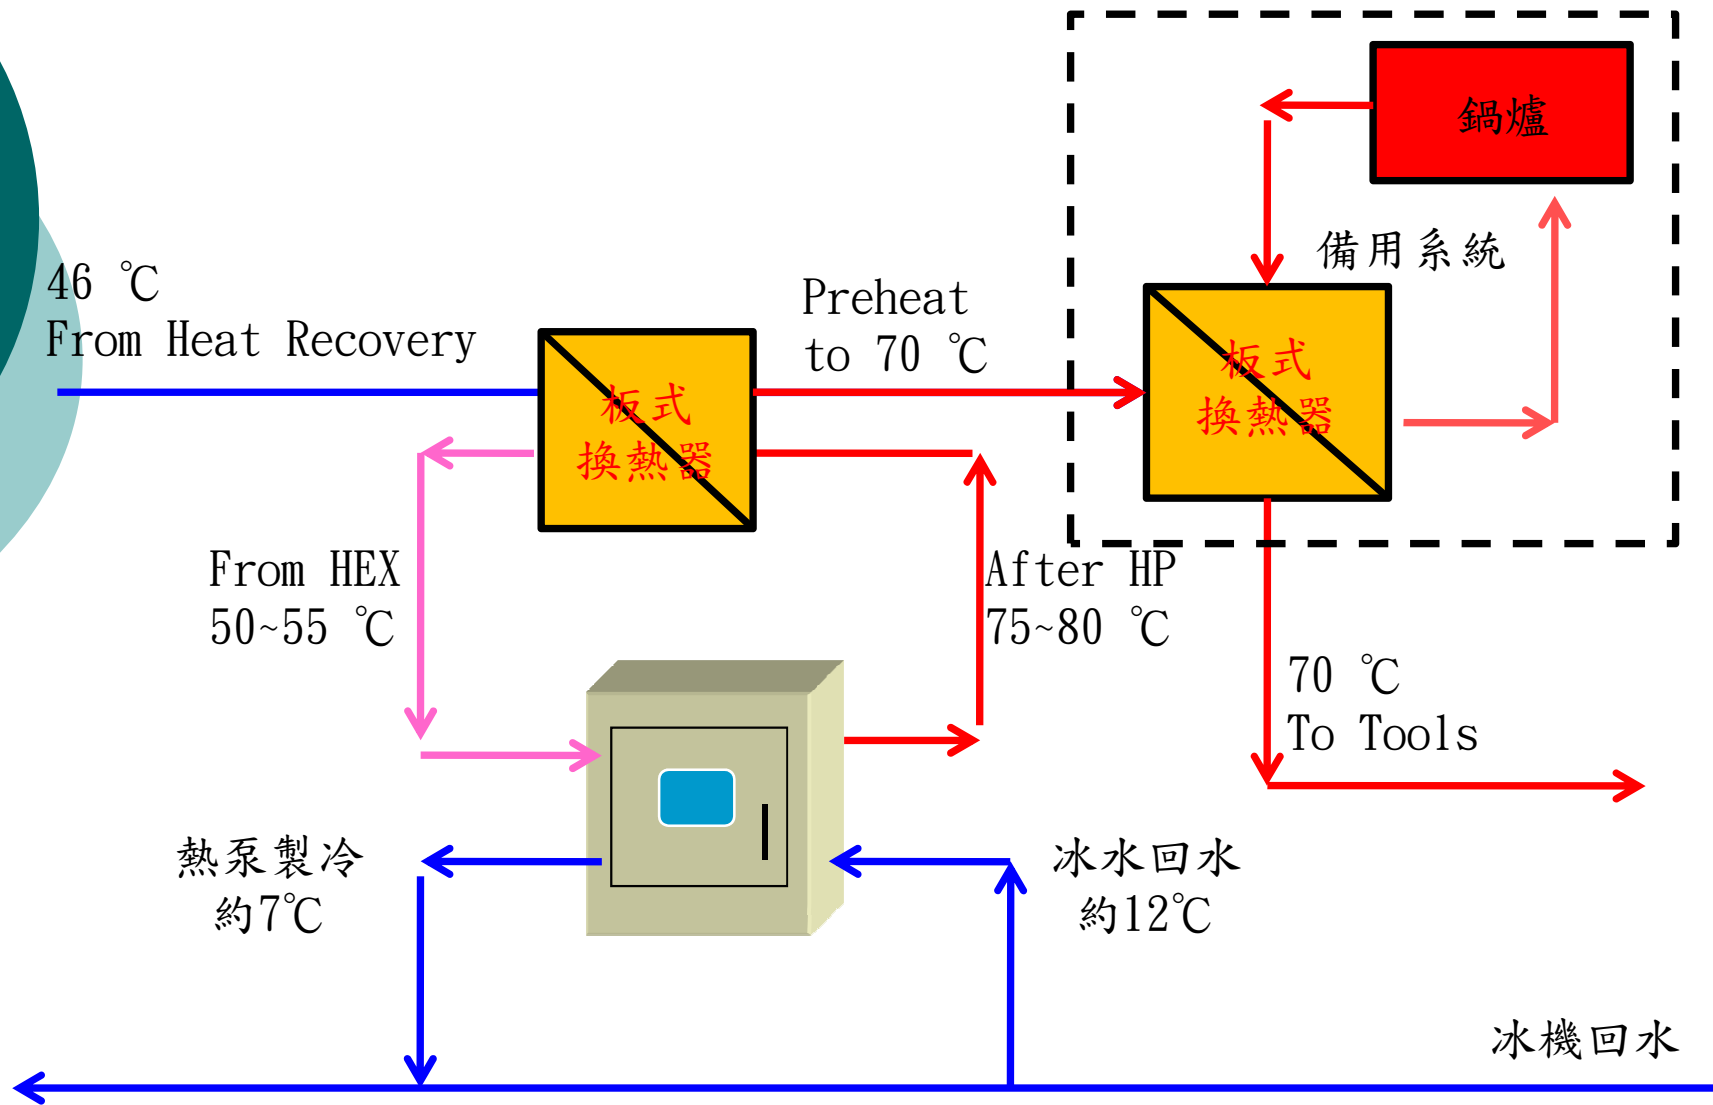 鍋爐
備用系統
46 ℃
From Heat Recovery
Preheat
to 70 ℃
板式
換熱器
板式
換熱器
From HEX
50~55 ℃
After HP
75~80 ℃
70 ℃
To Tools
熱泵製冷
約7℃
冰水回水
約12℃
冰機回水